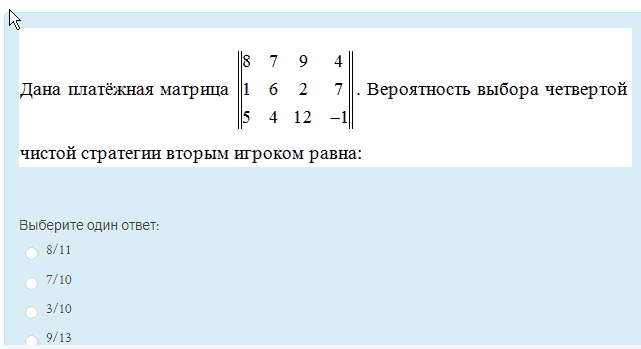 8 7 9 4
Дана платёжная матрица 1 6 2 7 . Вероятность выбора четвертой
5 4 12 –1
чистой стратегии вторым игроком равна:
Выберите один ответ:
8/11
7/10
3/10
9/13